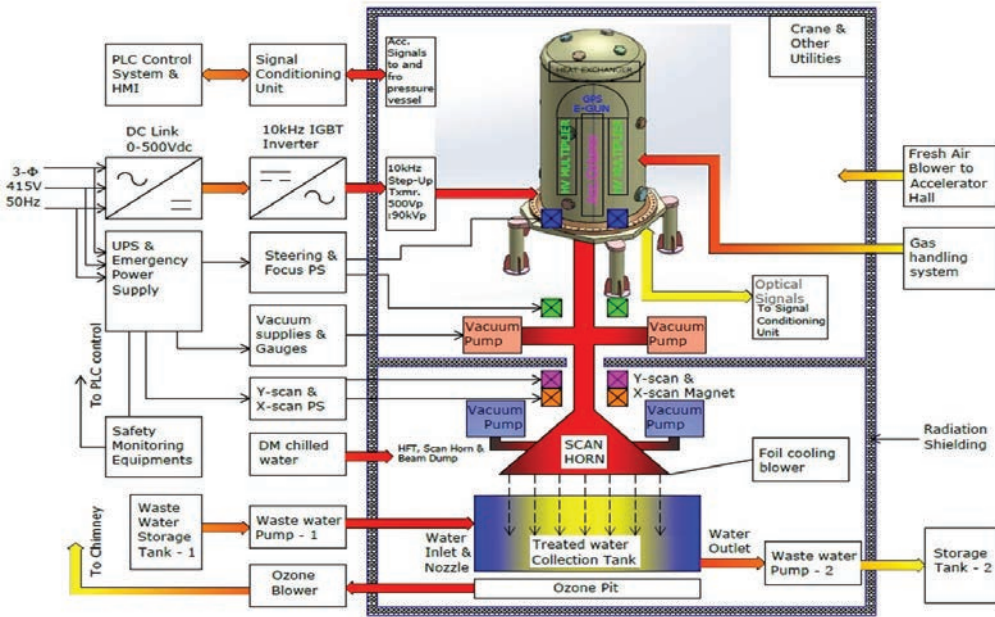 PLC Control
System &
HMI
Signal
Conditioning
Unit
Acc.
Signals
to and
fro
pressure
vessel
Crane &
Other
Utilities
HEAT EXCHANGER
GPS
E-GUN
HV MULTIPLIER
HV MULTIPLIER
DC Link
0-500Vdc
10kHz IGBT
Inverter
3-Φ
415V
50Hz
10kHz
Step-Up
Txmr.
500Vp
:90kVp
Fresh Air
Blower to
Accelerator
Hall
Gas
handling
system
UPS &
Emergency
Power
Supply
Steering &
Focus PS
Optical
Signals
To Signal
Conditioning
Unit
Vacuum
supplies &
Gauges
Vacuum
Pump
Vacuum
Pump
To PLC control
Y-scan &
X-scan PS
Y-scan &
X-scan Magnet
Vacuum
Pump
Vacuum
Pump
Safety
Monitoring
Equipments
DM chilled
water
HFT, Scan Horn &
Beam Dump
SCAN
HORN
Foil cooling
blower
Radiation
Shielding
To Chimney
Waste
Water
Storage
Tank - 1
Waste water
Pump - 1
Water
Inlet &
Nozzle
Treated water
Collection Tank
Water
Outlet
Waste water
Pump - 2
Storage
Tank - 2
Ozone
Blower
Ozone Pit